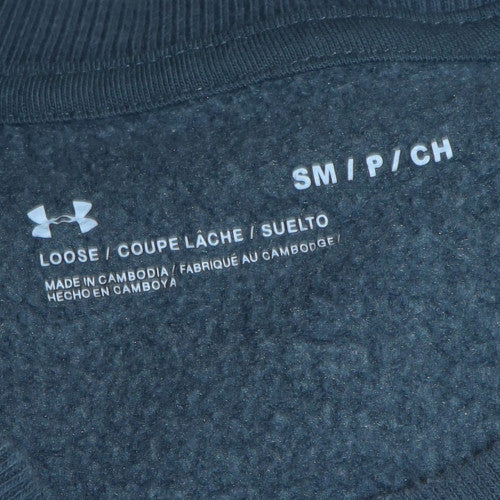 SM / P / CH
LOOSE / COUPE LÂCHE / SUELTO
MADE IN CAMBODIA / FABRIQUÉ AU CAMBODGE /
HECHO EN CAMBOYA